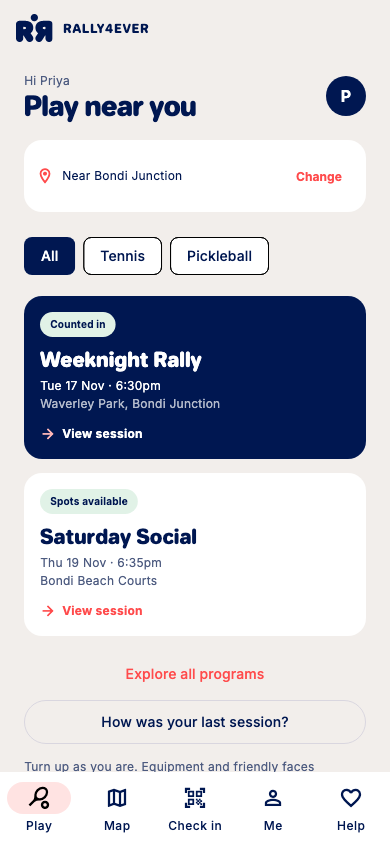 RALLY4EVER
Hi Priya
Play near you
P
Near Bondi Junction
Change
All
Tennis
Pickleball
Counted in
Weeknight Rally
Tue 17 Nov · 6:30pm
Waverley Park, Bondi Junction
→ View session
Spots available
Saturday Social
Thu 19 Nov · 6:35pm
Bondi Beach Courts
→ View session
Explore all programs
How was your last session?
Turn up as you are. Equipment and friendly faces
Play
Map
Check in
Me
Help